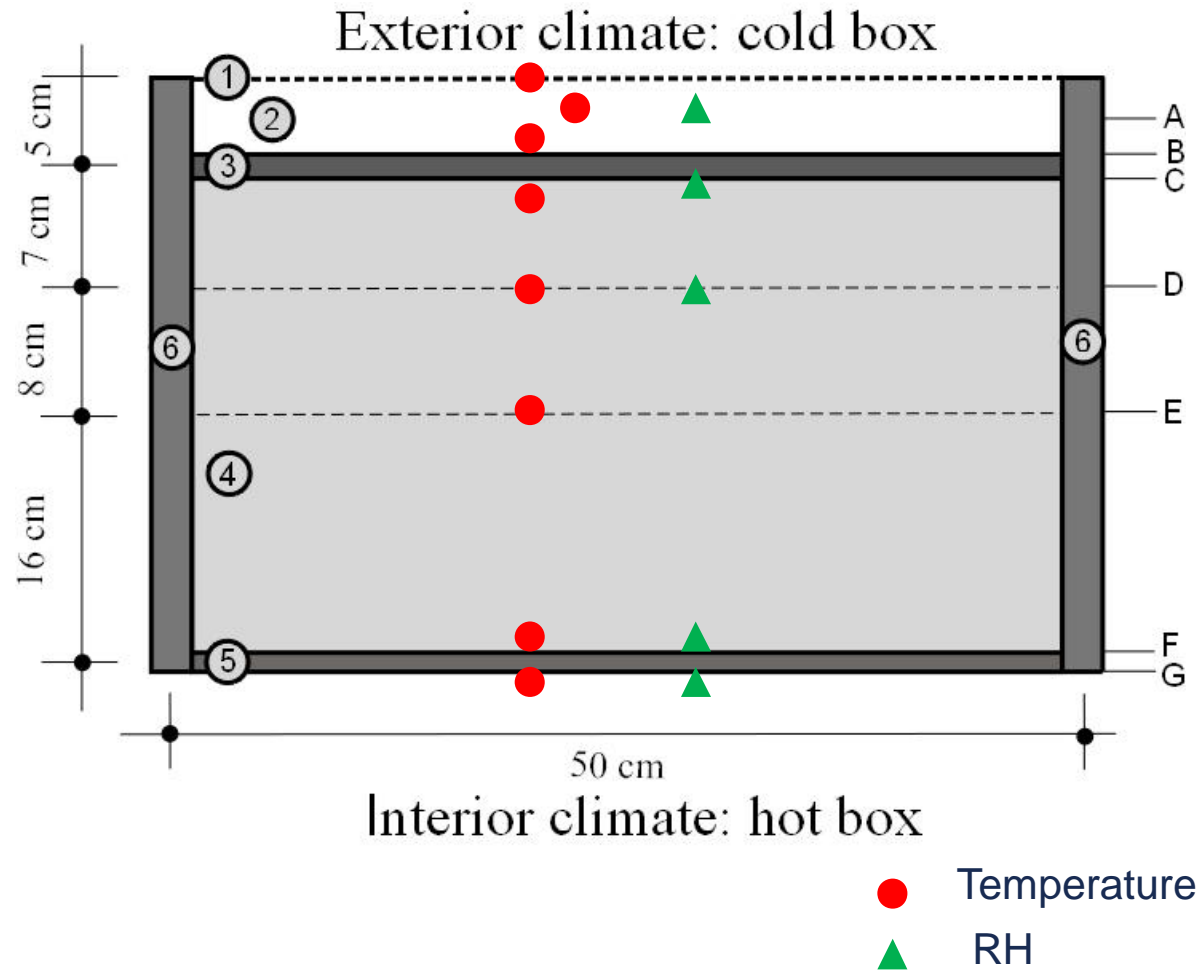 Exterior climate: cold box
1
2
3
4
5
6
6
5 cm
7 cm
8 cm
16 cm
A
B
C
D
E
F
G
50 cm
Interior climate: hot box
Temperature
RH